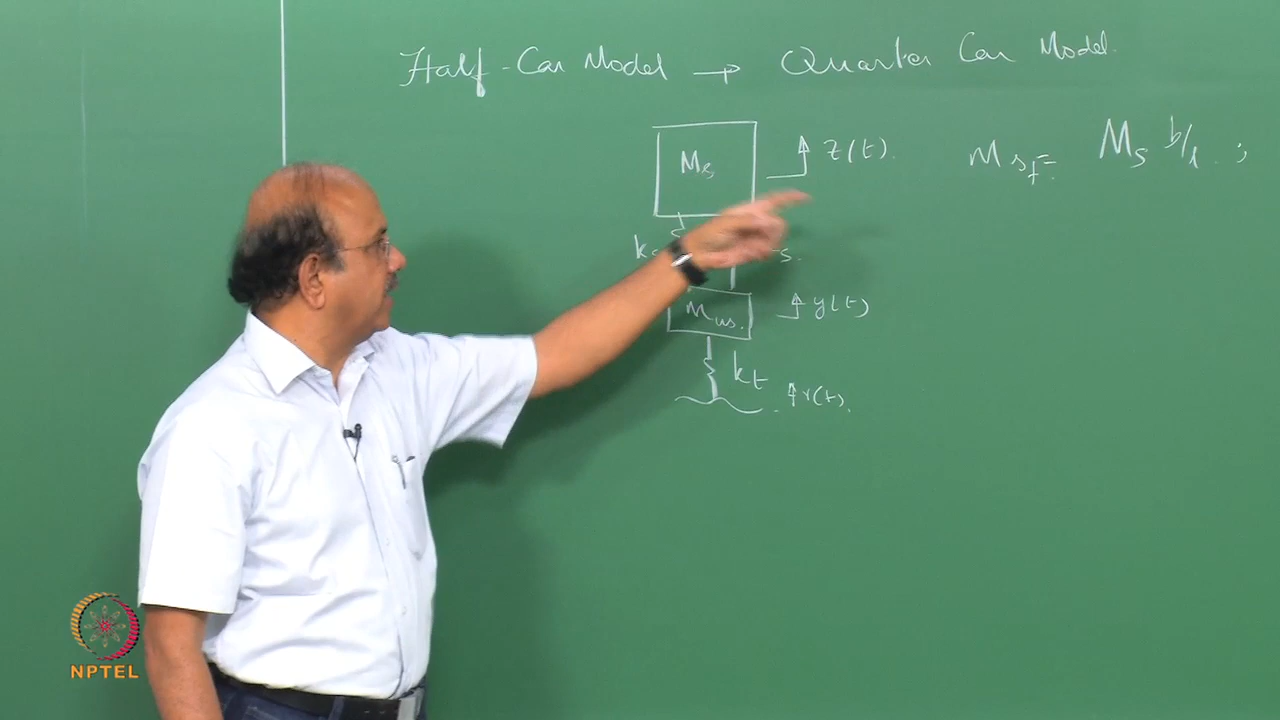 Half-Car Model → Quarter Car Model.
Ms z(t). Msf = Ms b/l. ;
k s.
Mus. y(t)
kt r(t).
NPTEL